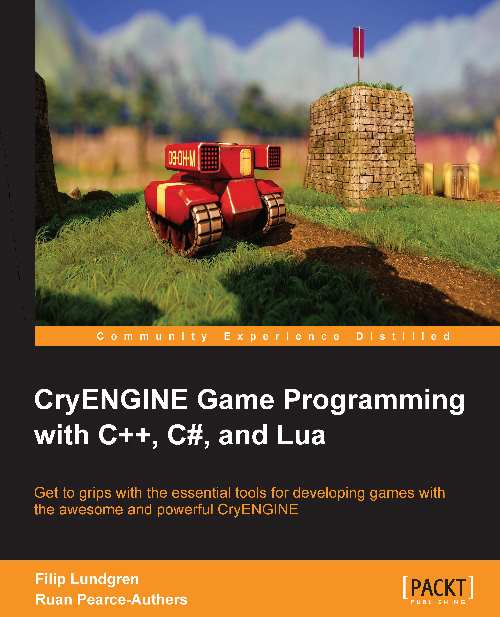 Community Experience Distilled
CryENGINE Game Programming
with C++, C#, and Lua
Get to grips with the essential tools for developing games with
the awesome and powerful CryENGINE
Filip Lundgren
Ruan Pearce-Authers
[PACKT]
PUBLISHING